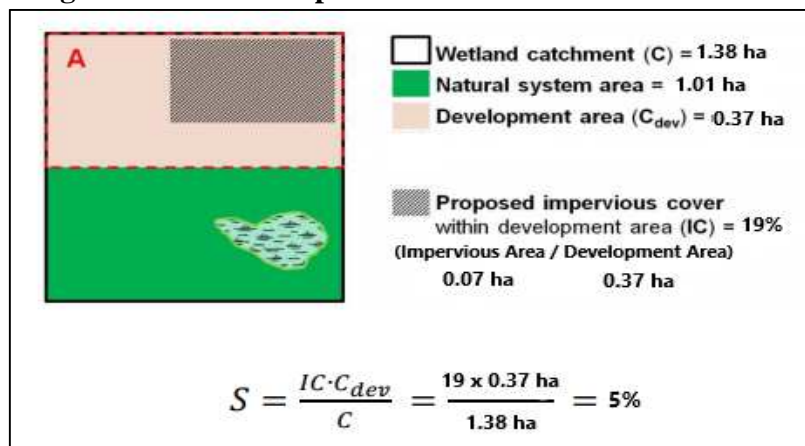 A
Wetland catchment (C) = 1.38 ha
Natural system area = 1.01 ha
Development area (Cdev) = 0.37 ha
Proposed impervious cover
within development area (IC) = 19%
(Impervious Area / Development Area)
0.07 ha 0.37 ha
S = IC·Cdev / C = 19 x 0.37 ha / 1.38 ha = 5%